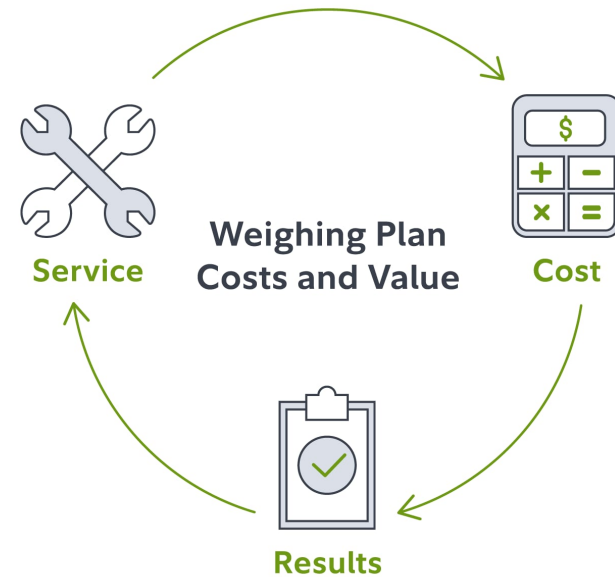 $
+ −
× =
Weighing Plan
Costs and Value
Service
Cost
Results